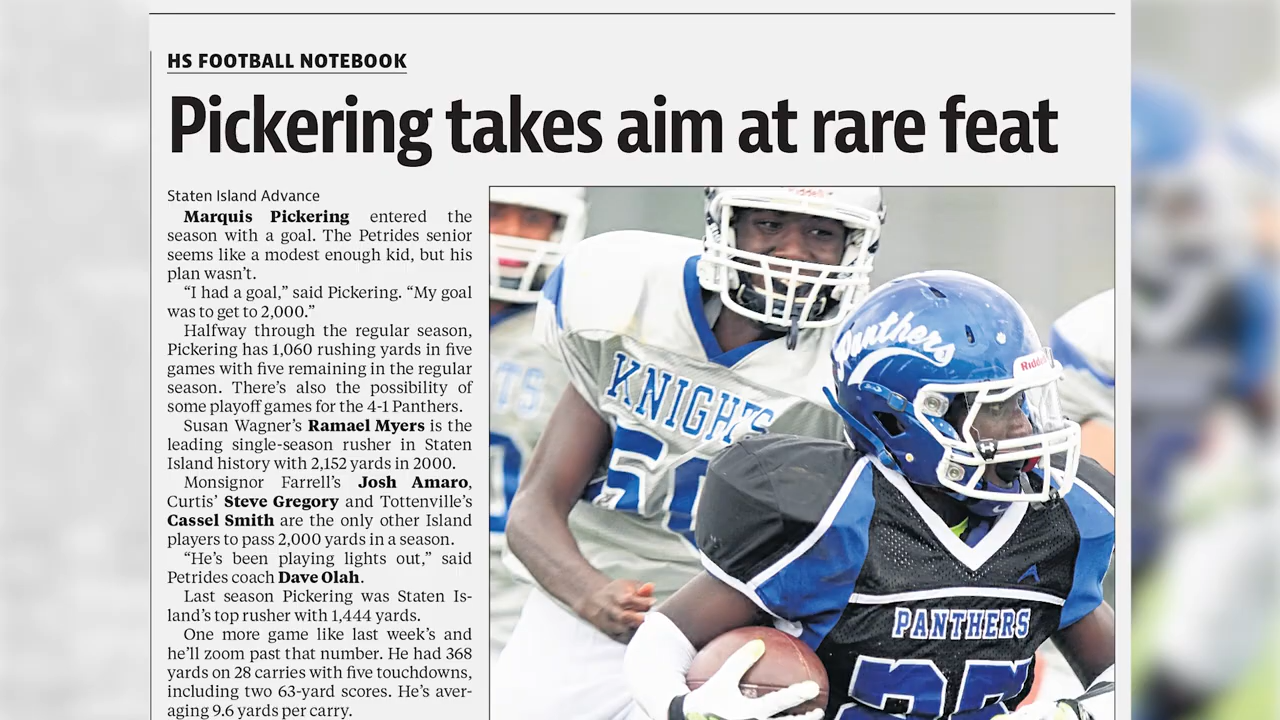 HS FOOTBALL NOTEBOOK
Pickering takes aim at rare feat
Staten Island Advance
Marquis Pickering entered the
season with a goal. The Petrides senior
seems like a modest enough kid, but his
plan wasn't.
“I had a goal,” said Pickering. “My goal
was to get to 2,000.”
Halfway through the regular season,
Pickering has 1,060 rushing yards in five
games with five remaining in the regular
season. There's also the possibility of
some playoff games for the 4-1 Panthers.
Susan Wagner's Ramael Myers is the
leading single-season rusher in Staten
Island history with 2,152 yards in 2000.
Monsignor Farrell's Josh Amaro,
Curtis' Steve Gregory and Tottenville's
Cassel Smith are the only other Island
players to pass 2,000 yards in a season.
“He's been playing lights out,” said
Petrides coach Dave Olah.
Last season Pickering was Staten Is-
land's top rusher with 1,444 yards.
One more game like last week's and
he'll zoom past that number. He had 368
yards on 28 carries with five touchdowns,
including two 63-yard scores. He's aver-
aging 9.6 yards per carry.
Riddell
Panthers
Riddell
KNIGHTS
TS
PANTHERS